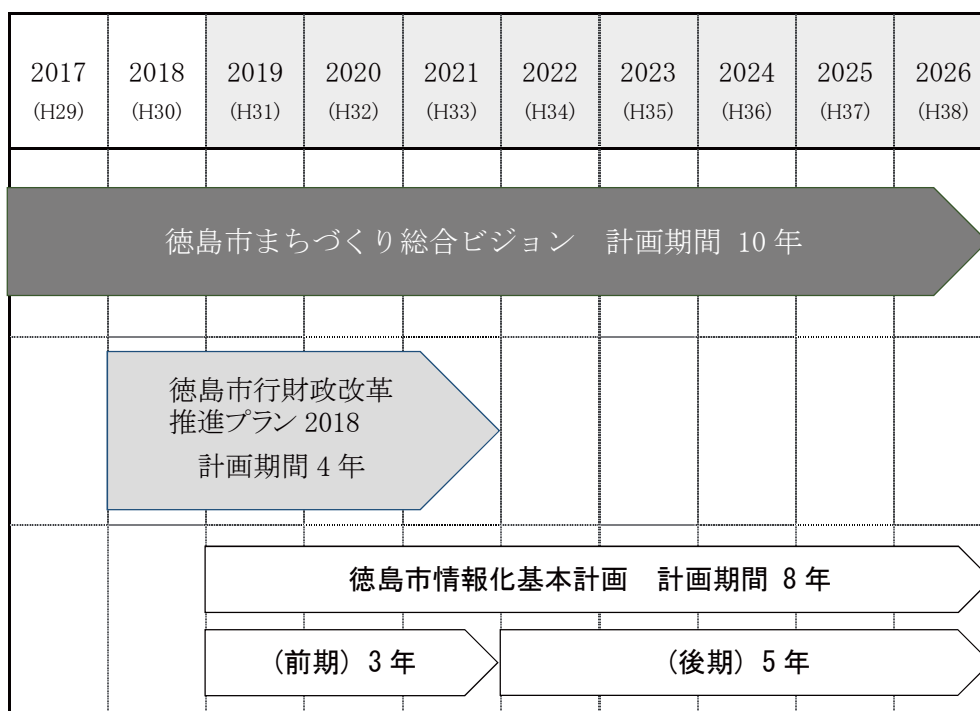 2017 2018 2019 2020 2021 2022 2023 2024 2025 2026
(H29) (H30) (H31) (H32) (H33) (H34) (H35) (H36) (H37) (H38)
徳島市まちづくり総合ビジョン　計画期間 10 年
徳島市行財政改革
推進プラン 2018
計画期間 4 年
徳島市情報化基本計画　計画期間 8 年
(前期) 3 年 (後期) 5 年